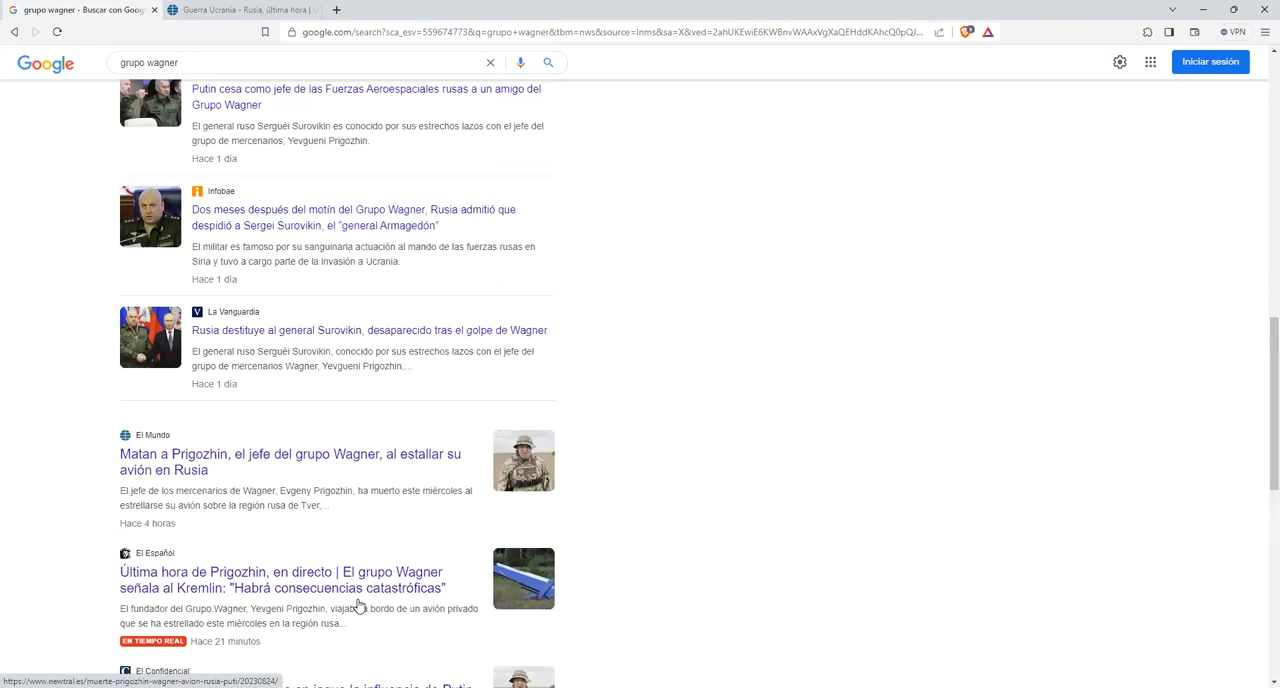 grupo wagner - Buscar con Goog
Guerra Ucrania - Rusia, última hora |
google.com/search?sca_esv=559674773&q=grupo+wagner&tbm=nws&source=lnms&sa=X&ved=2ahUKEwiE6KWBnvWAAxVgXaQEHddKAhcQ0pQJ...
VPN
Google
grupo wagner
Iniciar sesión
Putin cesa como jefe de las Fuerzas Aeroespaciales rusas a un amigo del
Grupo Wagner
El general ruso Serguéi Surovikin es conocido por sus estrechos lazos con el jefe del
grupo de mercenarios, Yevgueni Prigozhin.
Hace 1 día
Infobae
Dos meses después del motín del Grupo Wagner, Rusia admitió que
despidió a Sergei Surovikin, el "general Armagedón"
El militar es famoso por su sanguinaria actuación al mando de las fuerzas rusas en
Siria y tuvo a cargo parte de la invasión a Ucrania.
Hace 1 día
La Vanguardia
Rusia destituye al general Surovikin, desaparecido tras el golpe de Wagner
El general ruso Serguéi Surovikin, conocido por sus estrechos lazos con el jefe del
grupo de mercenarios Wagner, Yevgueni Prigozhin,...
Hace 1 día
El Mundo
Matan a Prigozhin, el jefe del grupo Wagner, al estallar su
avión en Rusia
El jefe de los mercenarios de Wagner, Evgeny Prigozhin, ha muerto este miércoles al
estrellarse su avión sobre la región rusa de Tver,...
Hace 4 horas
El Español
Última hora de Prigozhin, en directo | El grupo Wagner
señala al Kremlin: "Habrá consecuencias catastróficas"
El fundador del Grupo Wagner, Yevgeni Prigozhin, viajaba a bordo de un avión privado
que se ha estrellado este miércoles en la región rusa...
EN TIEMPO REAL Hace 21 minutos
El Confidencial
en jaque la influencia de Putin
https://www.newtral.es/muerte-prigozhin-wagner-avion-rusia-puti/20230824/